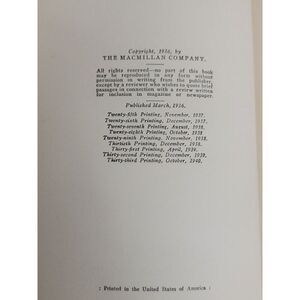 Copyright, 1936, by
THE MACMILLAN COMPANY.
All rights reserved—no part of this book
may be reproduced in any form without
permission in writing from the publisher,
except by a reviewer who wishes to quote brief
passages in connection with a review written
for inclusion in magazine or newspaper.
Published March, 1936.
Twenty-fifth Printing, November, 1937.
Twenty-sixth Printing, December, 1937.
Twenty-seventh Printing, August, 1938.
Twenty-eighth Printing, October, 1938
Twenty-ninth Printing, November, 1938.
Thirtieth Printing, December, 1938.
Thirty-first Printing, April, 1939.
Thirty-second Printing, December, 1939.
Thirty-third Printing, October, 1940.
: Printed in the United States of America :